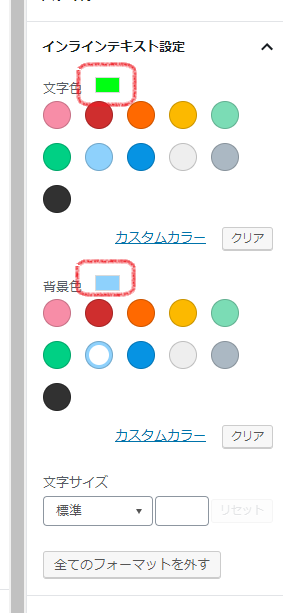 インラインテキスト設定
文字色
カスタムカラー クリア
背景色
カスタムカラー クリア
文字サイズ
標準 リセット
全てのフォーマットを外す